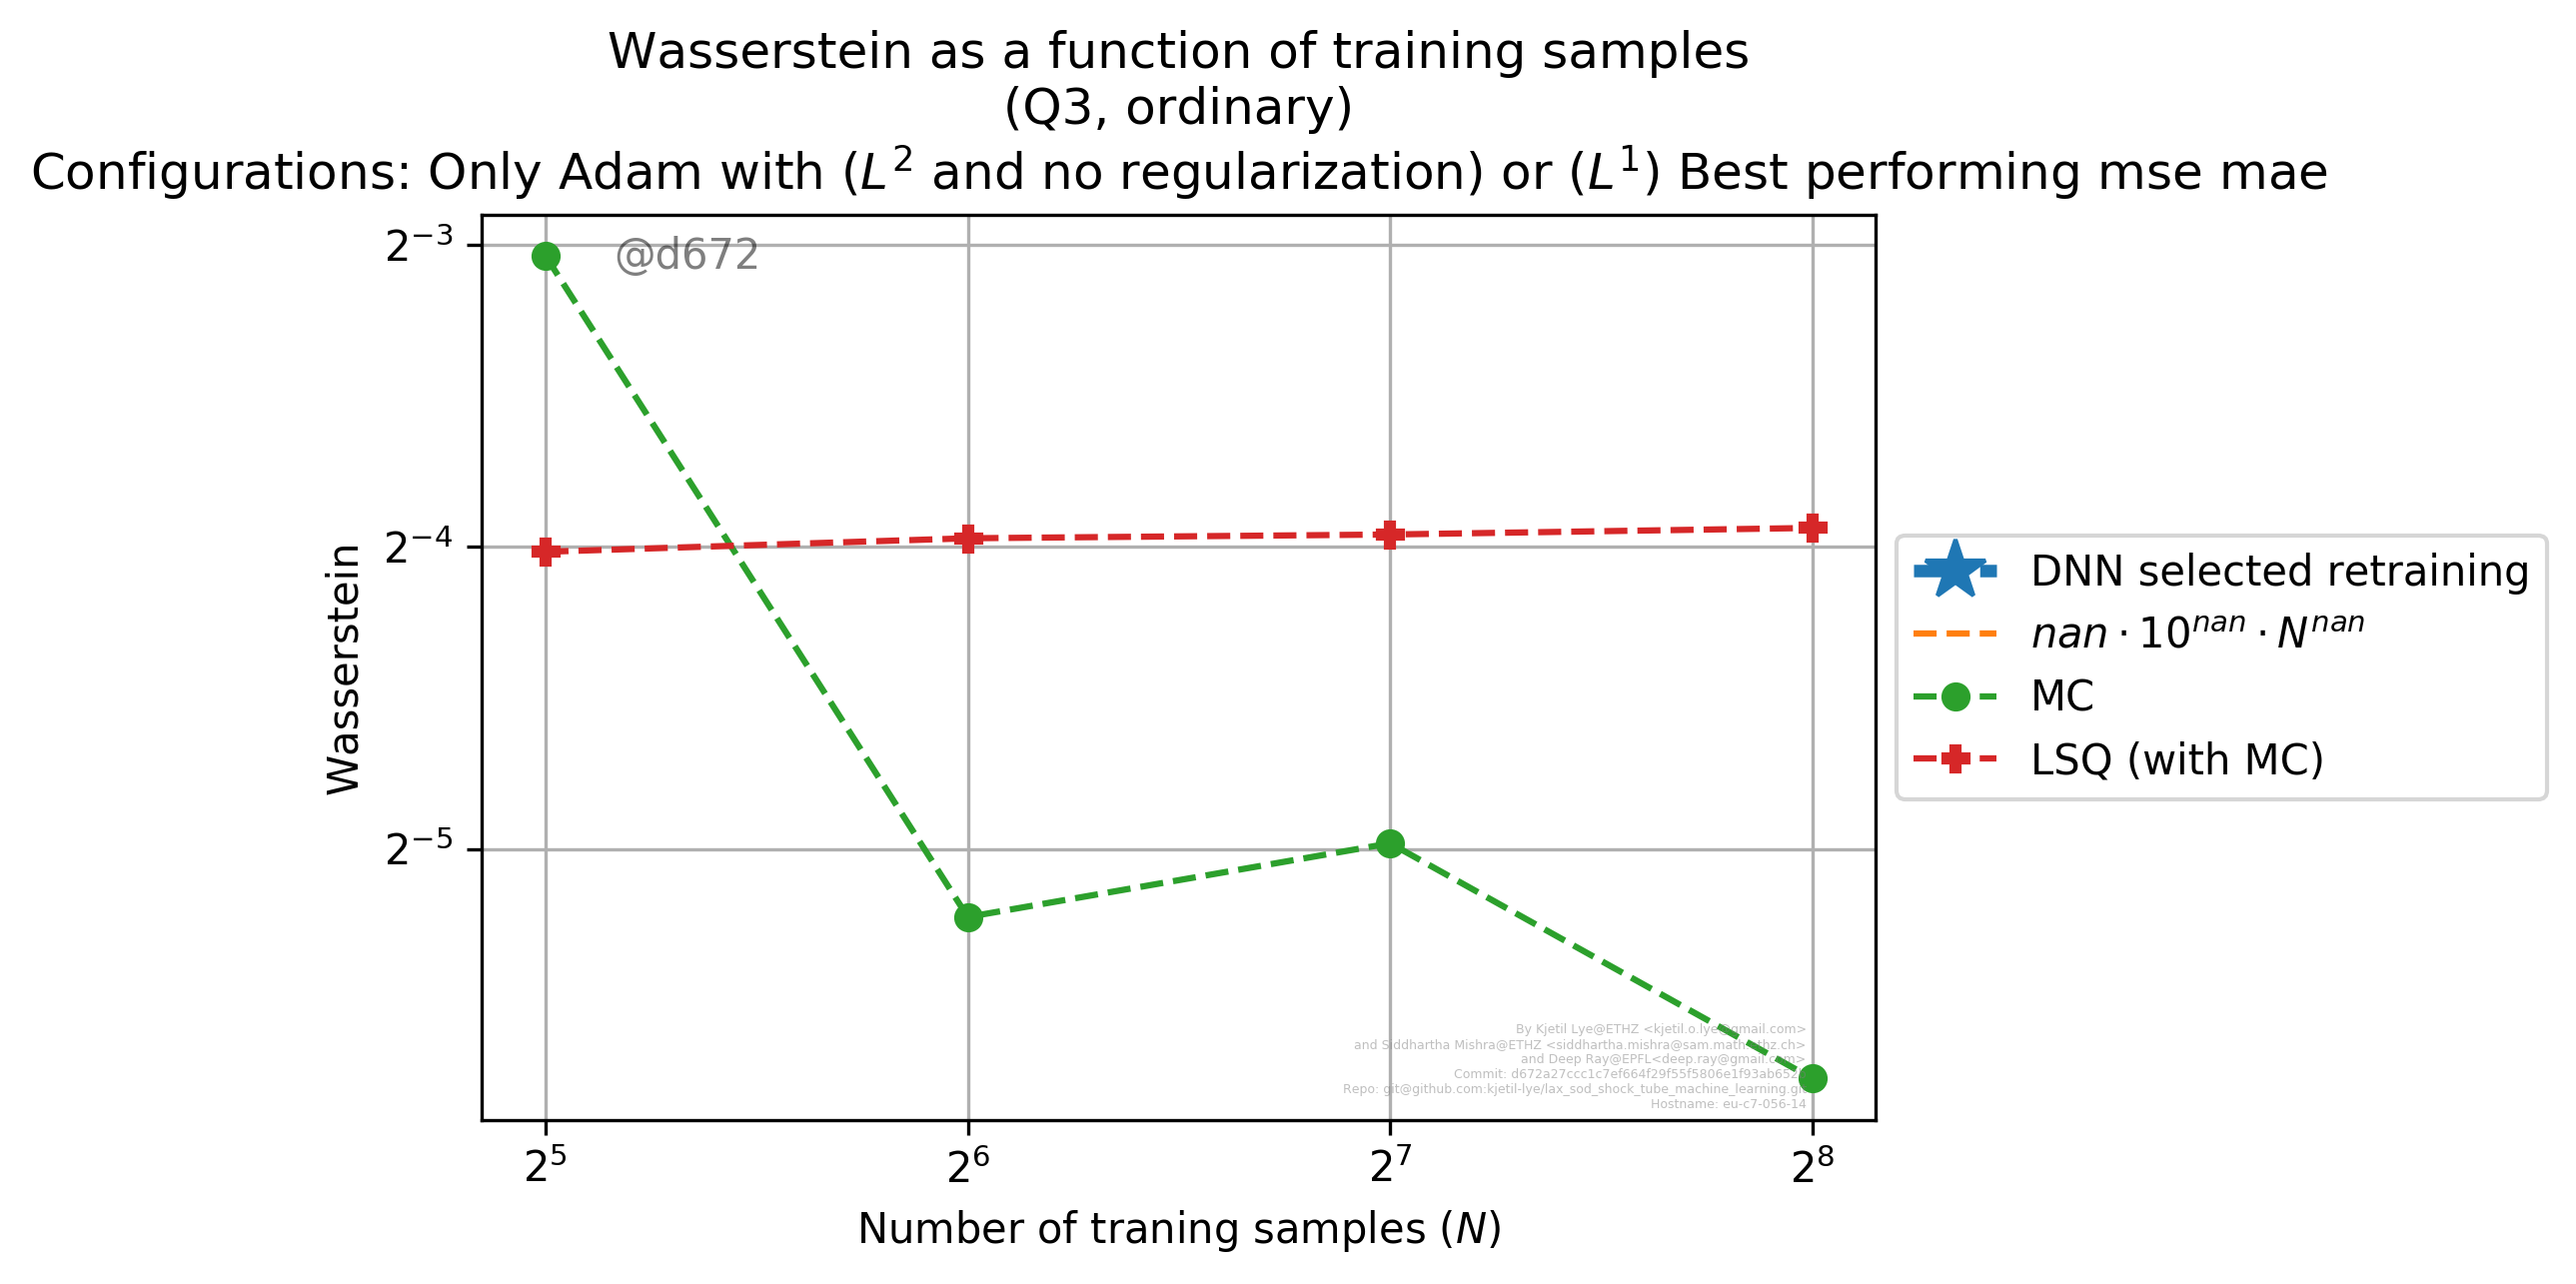 Wasserstein as a function of training samples
(Q3, ordinary)
Configurations: Only Adam with (L² and no regularization) or (L¹) Best performing mse mae
2⁻³
@d672
2⁻⁴
2⁻⁵
Wasserstein
DNN selected retraining
nan · 10ⁿᵃⁿ · Nⁿᵃⁿ
MC
LSQ (with MC)
By Kjetil Lye@ETHZ <kjetil.o.lye@gmail.com>
and Siddhartha Mishra@ETHZ <siddhartha.mishra@sam.math.ethz.ch>
and Deep Ray@EPFL<deep.ray@gmail.com>
Commit:
Repo: git@github.com:kjetil-lye/lax_sod_shock_tube_machine_learning.git
Hostname: eu-c7-056-14
2⁵ 2⁶ 2⁷ 2⁸
Number of traning samples (N)